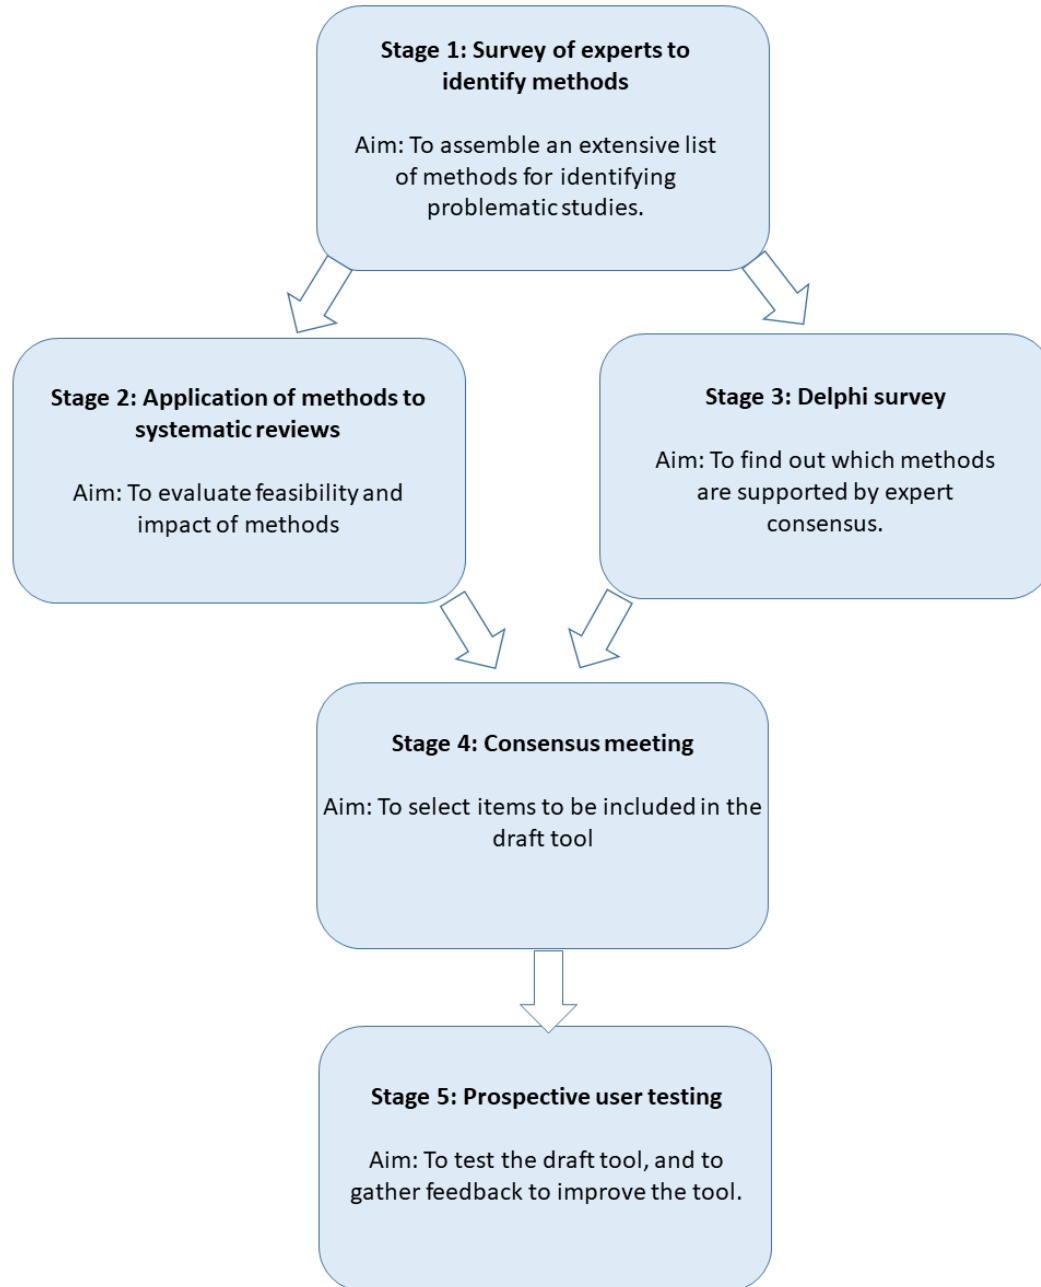 Stage 1: Survey of experts to
identify methods
Aim: To assemble an extensive list
of methods for identifying
problematic studies.
Stage 2: Application of methods to
systematic reviews
Aim: To evaluate feasibility and
impact of methods
Stage 3: Delphi survey
Aim: To find out which methods
are supported by expert
consensus.
Stage 4: Consensus meeting
Aim: To select items to be included in the
draft tool
Stage 5: Prospective user testing
Aim: To test the draft tool, and to
gather feedback to improve the tool.